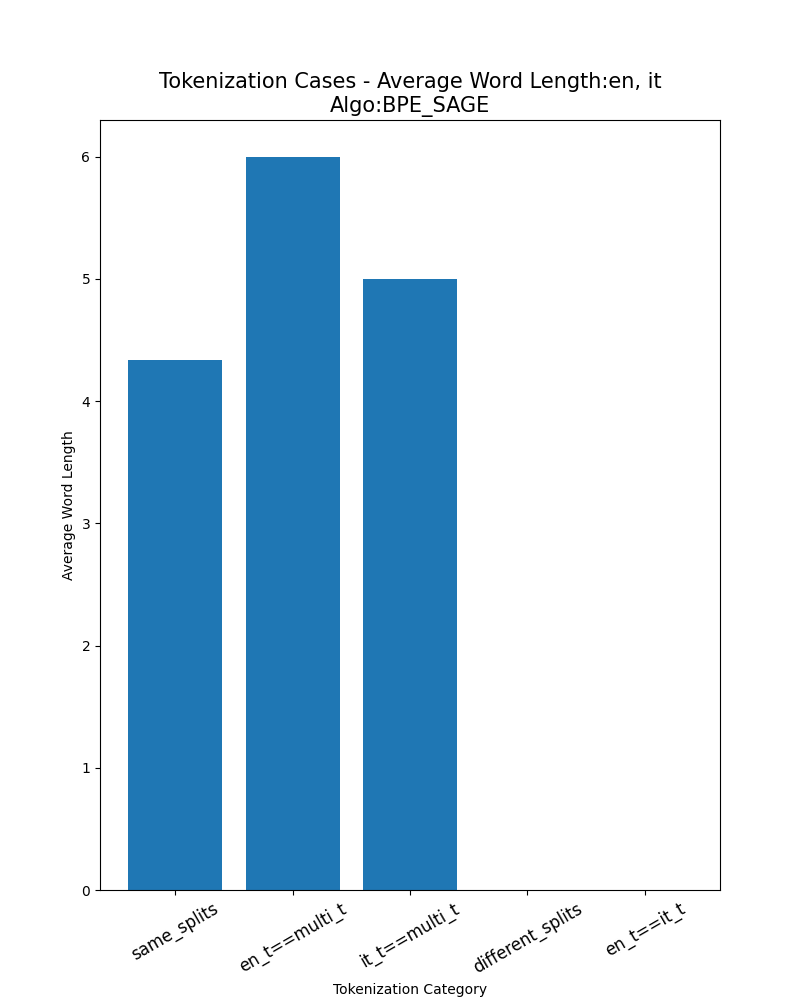 Tokenization Cases - Average Word Length:en, it
Algo:BPE_SAGE
6
5
4
3
2
1
0
Average Word Length
same_splits
en_t==multi_t
it_t==multi_t
different_splits
en_t==it_t
Tokenization Category